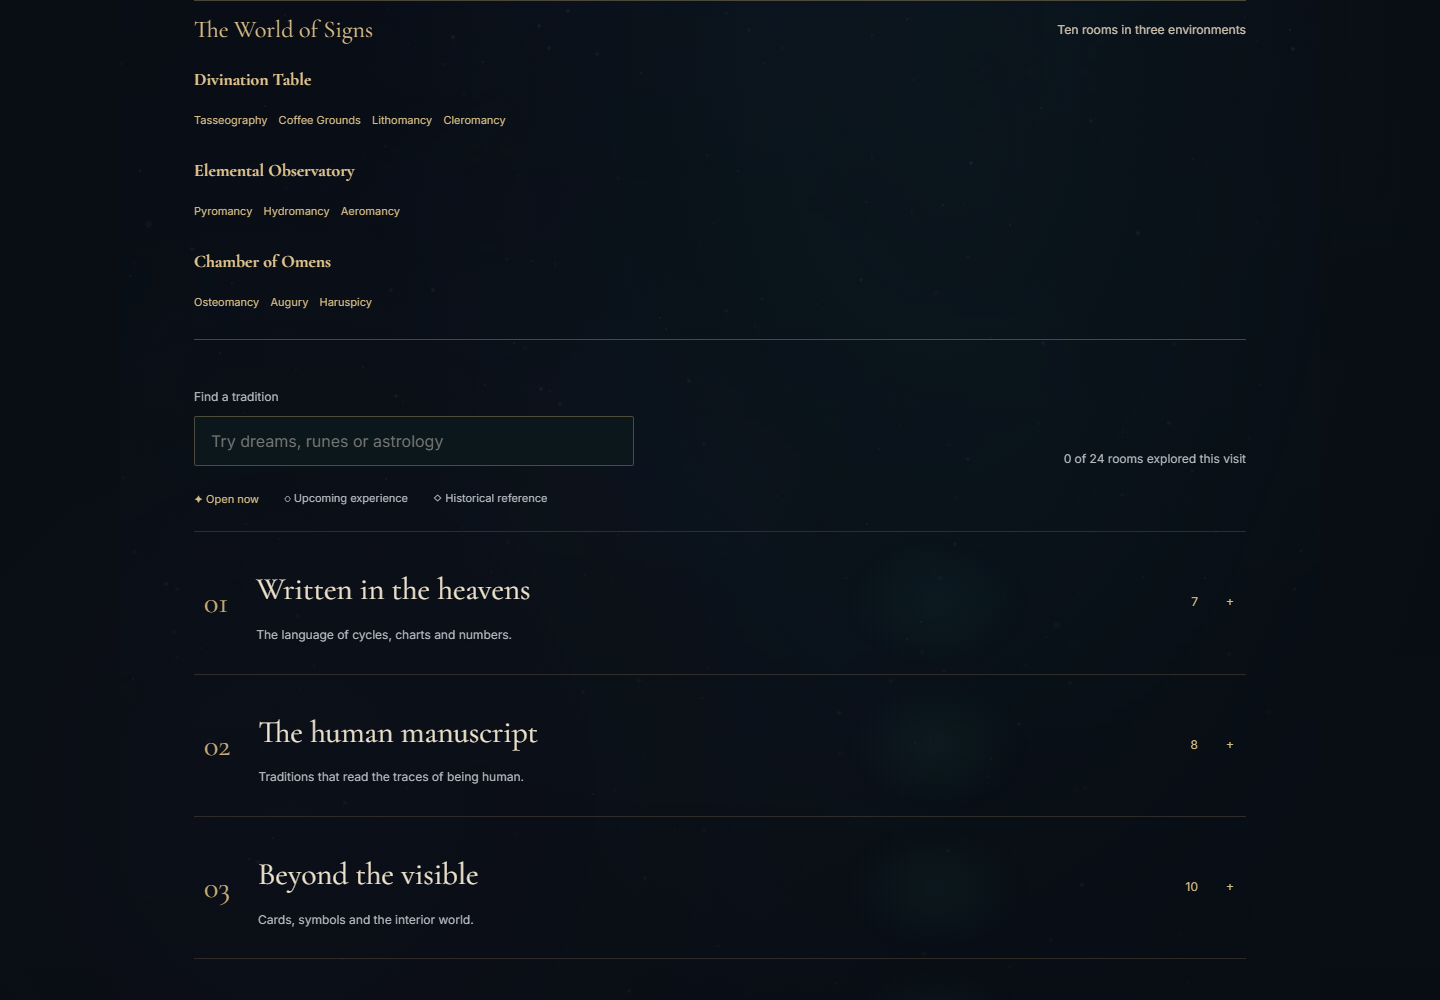 The World of Signs
Ten rooms in three environments
Divination Table
Tasseography Coffee Grounds Lithomancy Cleromancy
Elemental Observatory
Pyromancy Hydromancy Aeromancy
Chamber of Omens
Osteomancy Augury Haruspicy
Find a tradition
Try dreams, runes or astrology
0 of 24 rooms explored this visit
✦ Open now ○ Upcoming experience ◇ Historical reference
01 Written in the heavens 7 +
The language of cycles, charts and numbers.
02 The human manuscript 8 +
Traditions that read the traces of being human.
03 Beyond the visible 10 +
Cards, symbols and the interior world.